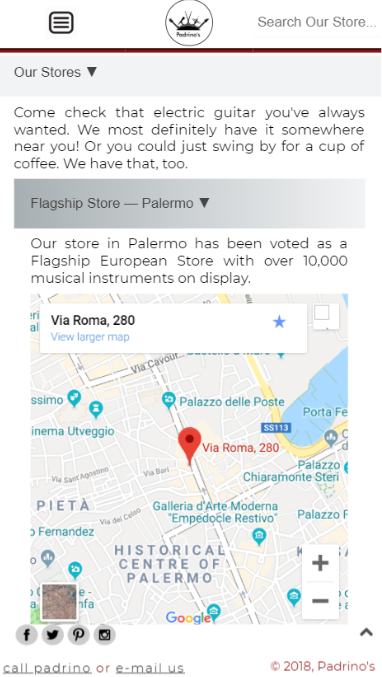 Padrino's
Search Our Store...
Our Stores ▼
Come check that electric guitar you've always
wanted. We most definitely have it somewhere
near you! Or you could just swing by for a cup of
coffee. We have that, too.
Flagship Store — Palermo ▼
Our store in Palermo has been voted as a
Flagship European Store with over 10,000
musical instruments on display.
Via Roma, 280
View larger map
Via Cavour
ssimo
Palazzo delle Poste
Porta Fe
inema Utveggio
SS113
Via Roma, 280
Palazzo
Chiaramonte Steri
Via Sant'Agostino
Via Bari
PIETÀ
Via del Celso
Galleria d'Arte Moderna
"Empedocle Restivo"
Palazzo F
o Fernandez
HISTORICAL
CENTRE OF
PALERMO
Google
call padrino or e-mail us
© 2018, Padrino's